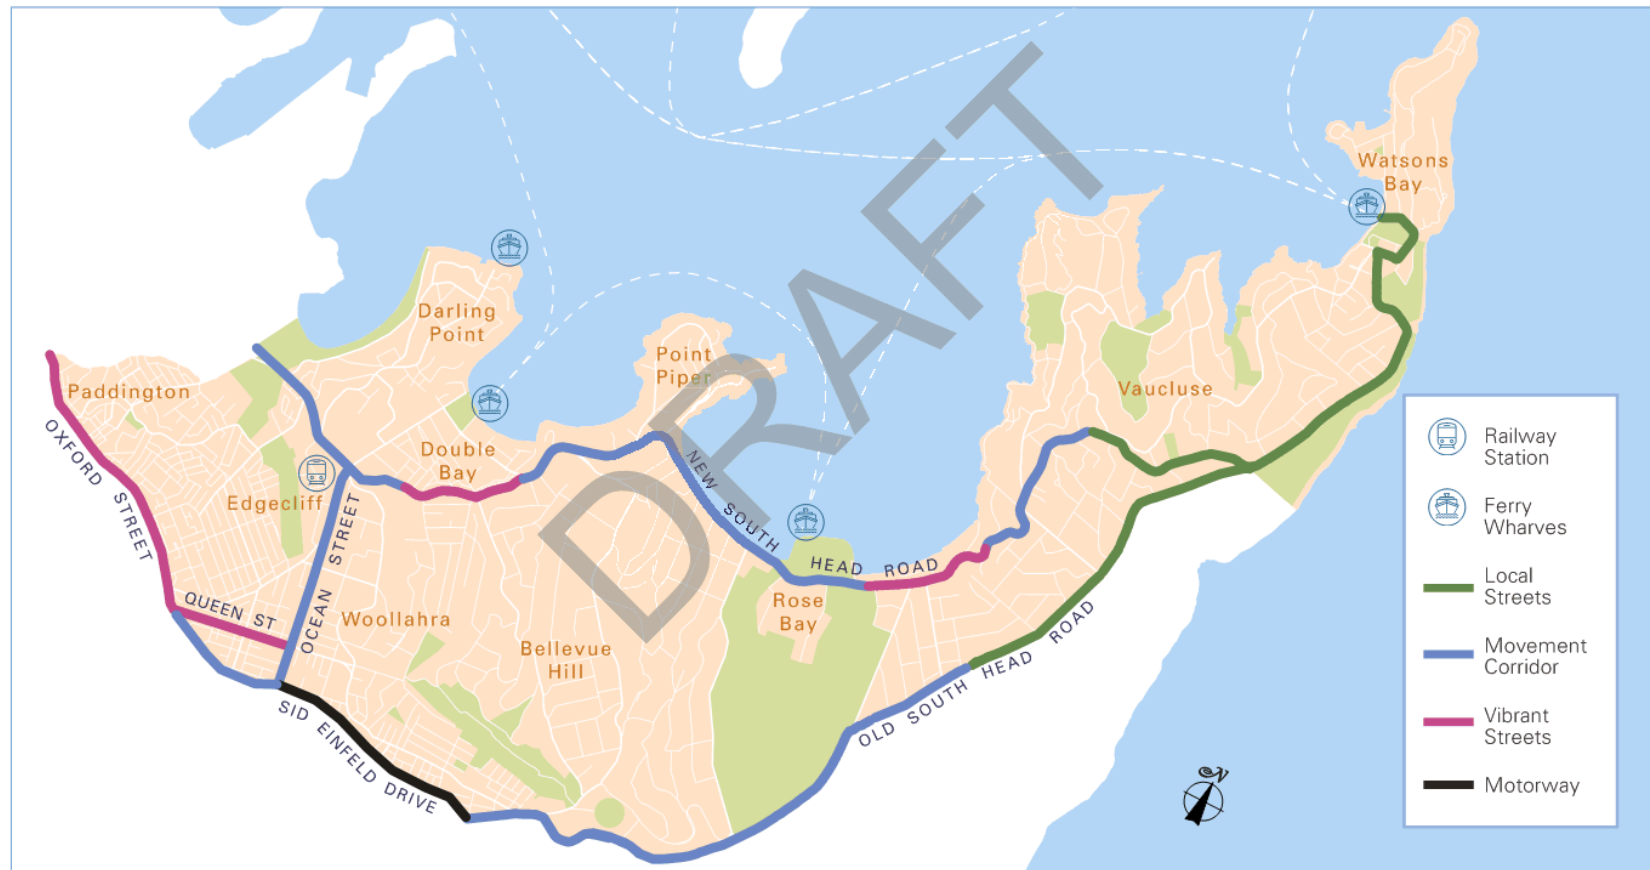 Watsons
Bay
Darling
Point
Point
Piper
Paddington
Vaucluse
OXFORD STREET
Double
Bay
Edgecliff
NEW SOUTH HEAD ROAD
OCEAN STREET
QUEEN ST
Woollahra
Rose
Bay
Bellevue
Hill
OLD SOUTH HEAD ROAD
SID EINFELD DRIVE
DRAFT
N
Railway
Station
Ferry
Wharves
Local
Streets
Movement
Corridor
Vibrant
Streets
Motorway